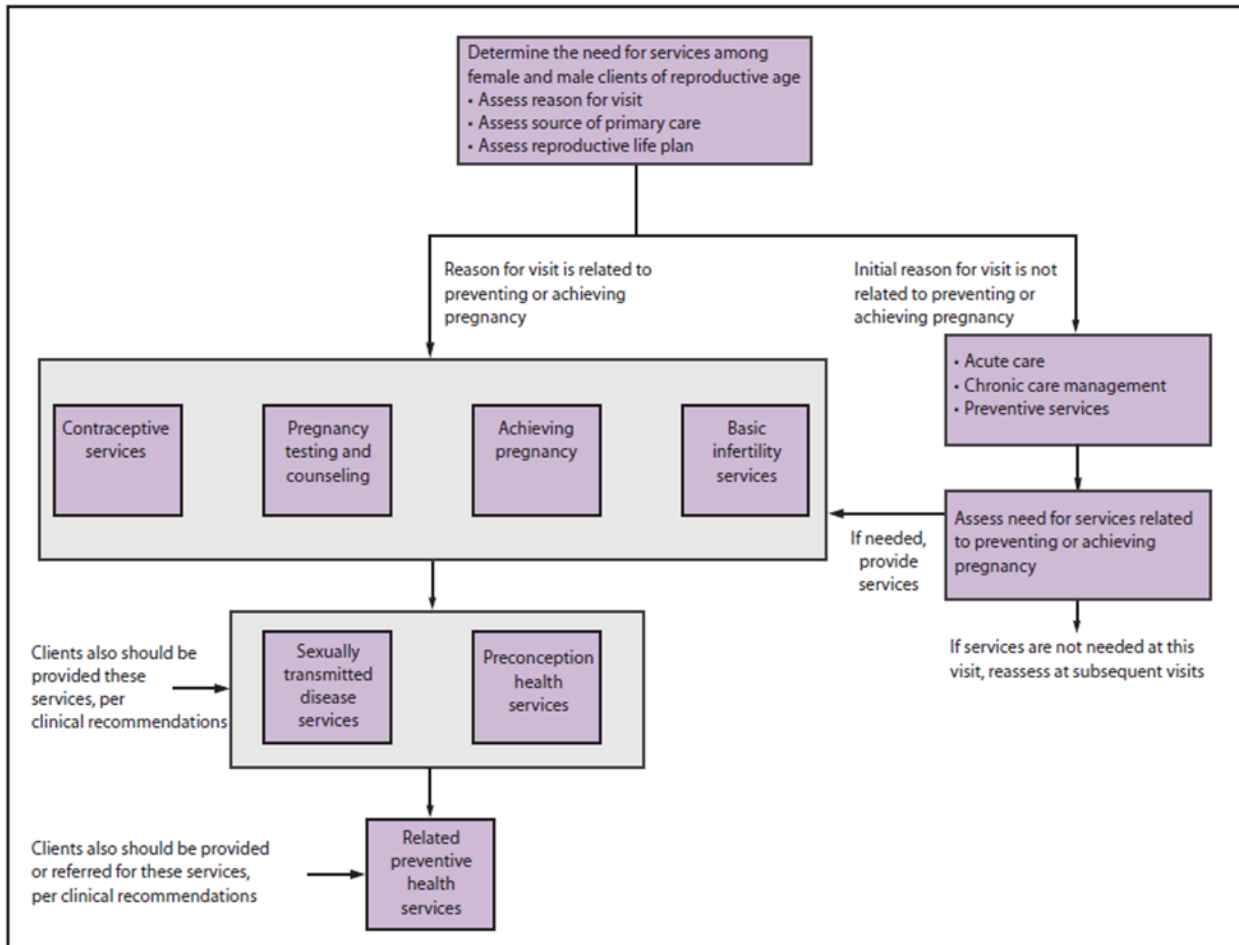 Determine the need for services among
female and male clients of reproductive age
• Assess reason for visit
• Assess source of primary care
• Assess reproductive life plan
Reason for visit is related to
preventing or achieving
pregnancy
Initial reason for visit is not
related to preventing or
achieving pregnancy
• Acute care
• Chronic care management
• Preventive services
Contraceptive
services
Pregnancy
testing and
counseling
Achieving
pregnancy
Basic
infertility
services
If needed,
provide
services
Assess need for services related
to preventing or achieving
pregnancy
If services are not needed at this
visit, reassess at subsequent visits
Clients also should be
provided these
services, per
clinical recommendations
Sexually
transmitted
disease
services
Preconception
health
services
Clients also should be provided
or referred for these services,
per clinical recommendations
Related
preventive
health
services